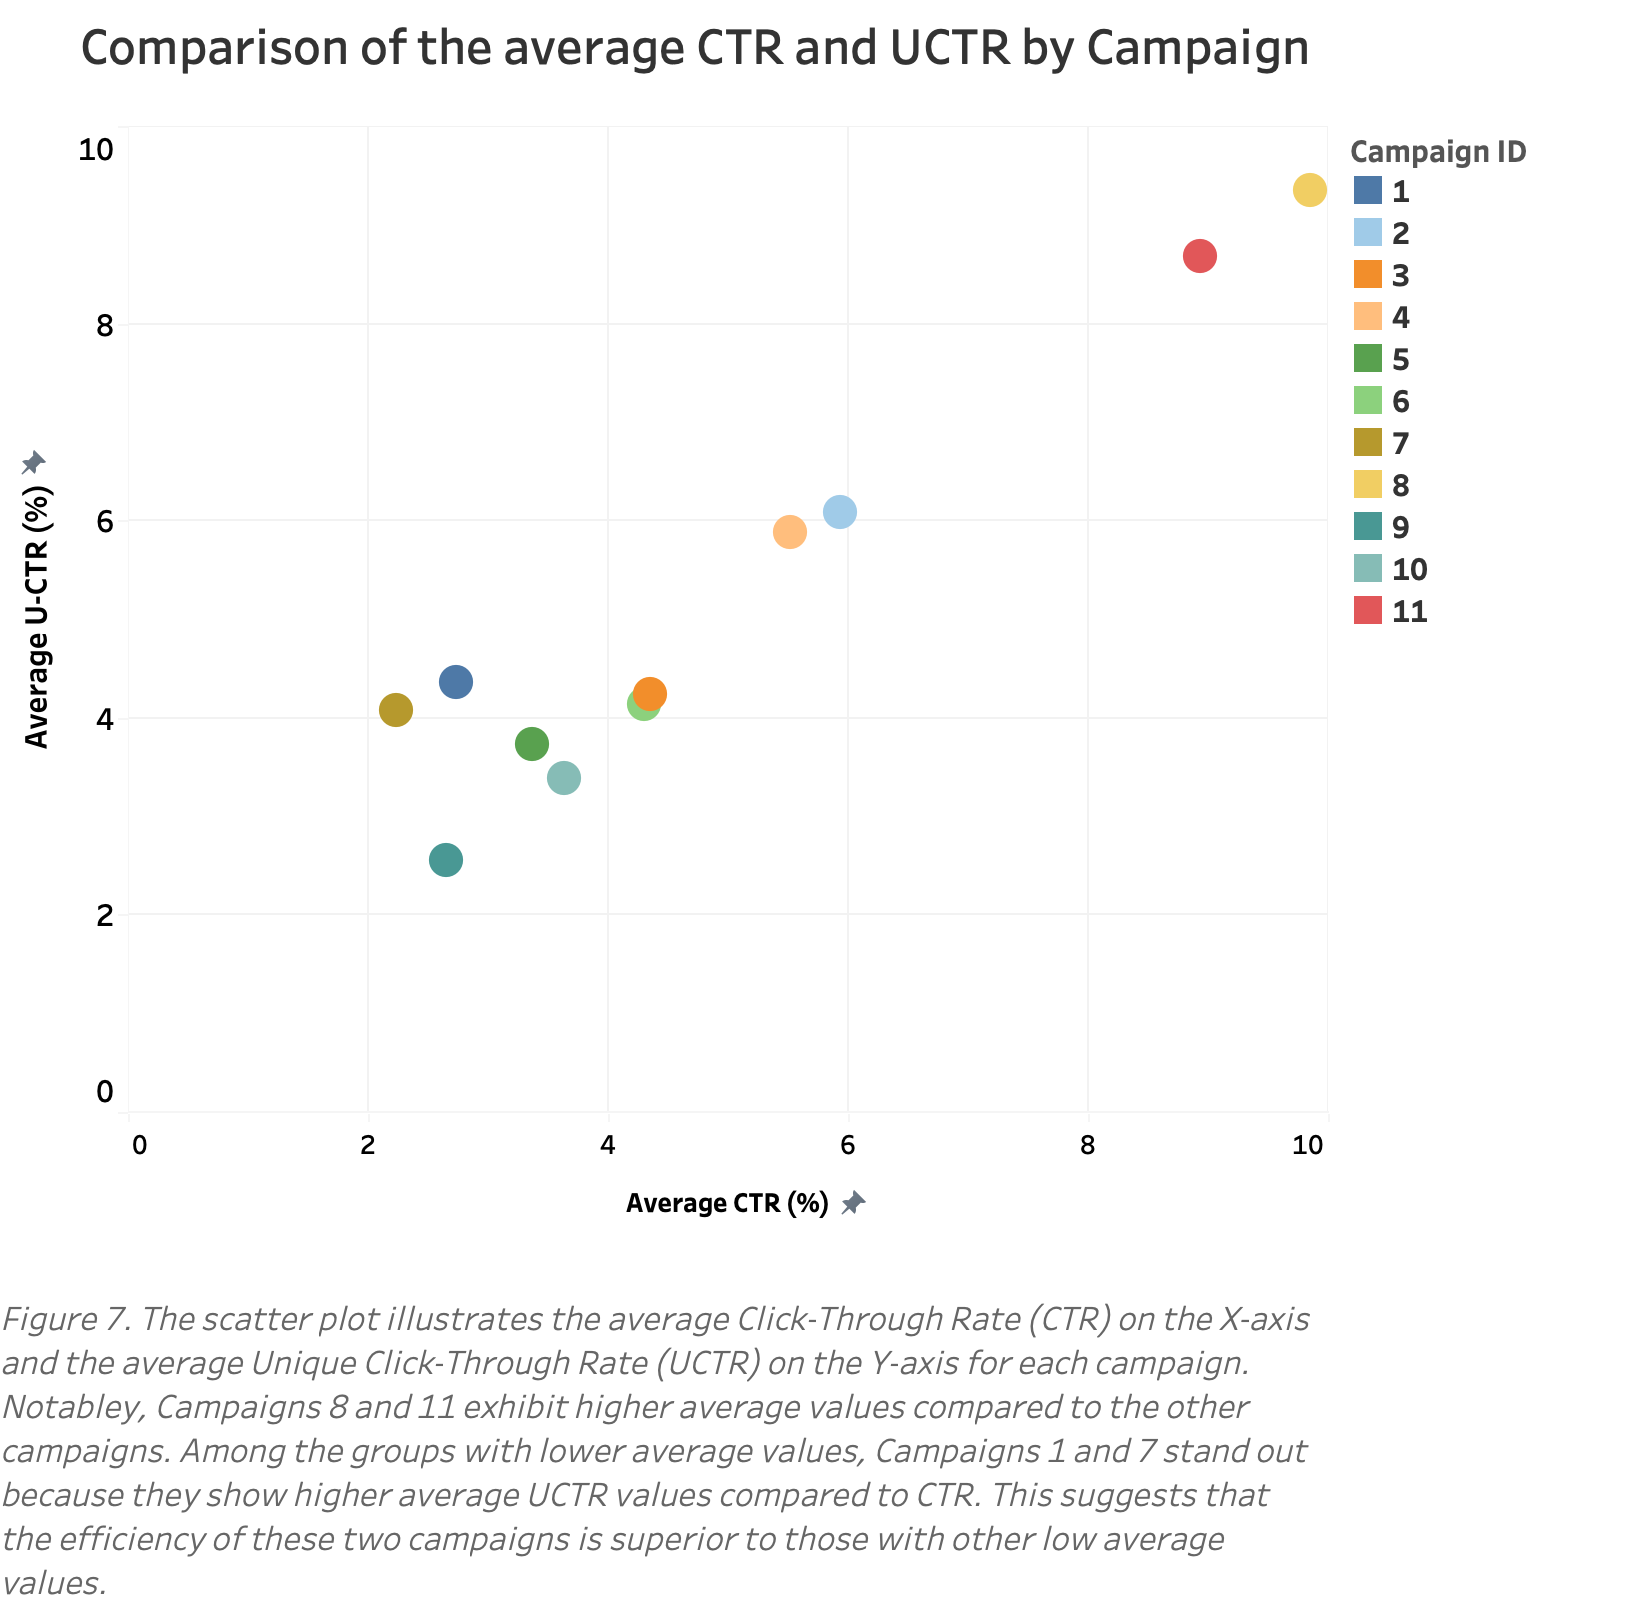 Comparison of the average CTR and UCTR by Campaign
10
8
6
4
2
0
Average U-CTR (%)
0 2 4 6 8 10
Average CTR (%)
Campaign ID
1
2
3
4
5
6
7
8
9
10
11
Figure 7. The scatter plot illustrates the average Click-Through Rate (CTR) on the X-axis
and the average Unique Click-Through Rate (UCTR) on the Y-axis for each campaign.
Notabley, Campaigns 8 and 11 exhibit higher average values compared to the other
campaigns. Among the groups with lower average values, Campaigns 1 and 7 stand out
because they show higher average UCTR values compared to CTR. This suggests that
the efficiency of these two campaigns is superior to those with other low average
values.